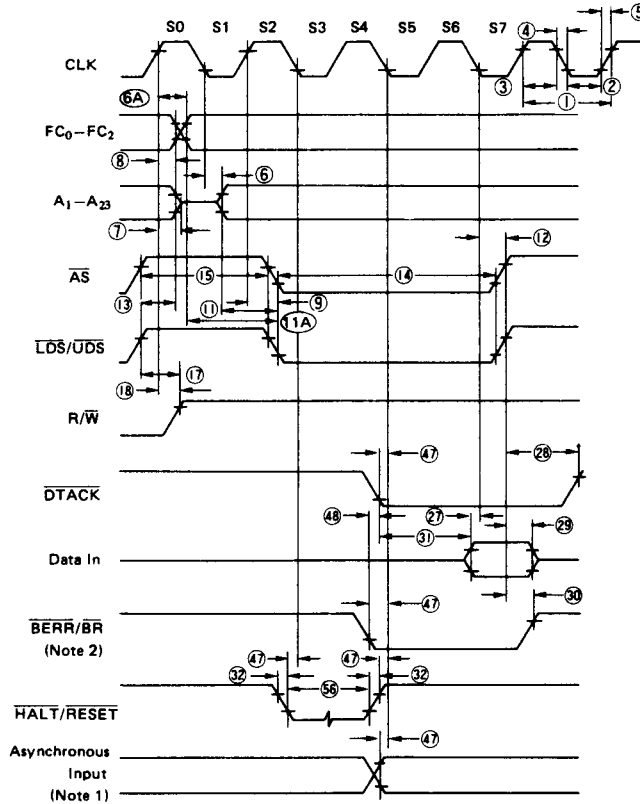 S0 S1 S2 S3 S4 S5 S6 S7 ⑤
④
CLK
③ ① ②
6A
FC0–FC2
⑧ ⑥
A1–A23
⑦ ⑫
AS
⑮ ⑭
⑬ ⑪ ⑨
11A
LDS/UDS
⑰
⑱
R/W
㊼ ㉘
DTACK
㊽ ㉗ ㉙
㉛
Data In
㊼ ㉚
BERR/BR
(Note 2)
㊼ ㊼
㉜ 56 ㉜
HALT/RESET
㊼
Asynchronous
Input
(Note 1)